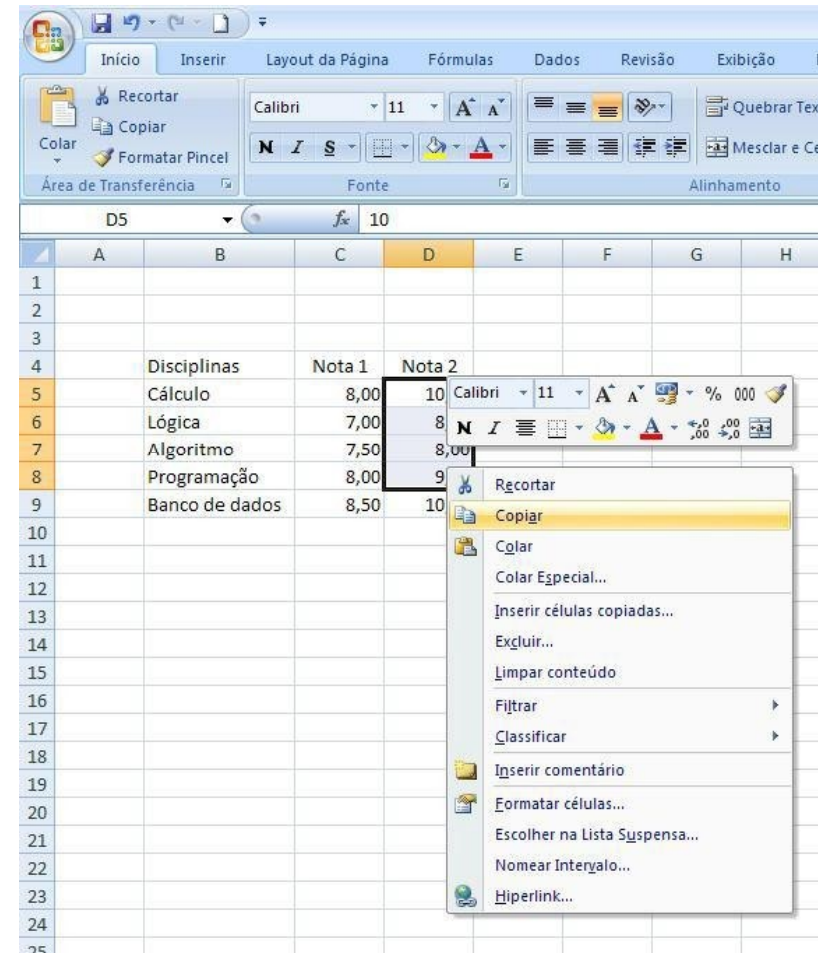 Início Inserir Layout da Página Fórmulas Dados Revisão Exibição
Colar
Recortar
Copiar
Formatar Pincel
Calibri 11 A A
N I S A
Quebrar Tex
Mesclar e Ce
Área de Transferência Fonte Alinhamento
D5 fx 10
A B C D E F G H
1
2
3
4 Disciplinas Nota 1 Nota 2
5 Cálculo 8,00 10
6 Lógica 7,00 8
7 Algoritmo 7,50 8,00
8 Programação 8,00 9
9 Banco de dados 8,50 10
10
11
12
13
14
15
16
17
18
19
20
21
22
23
24
25
Calibri 11 A A % 000
N I A ,0 ,00 ,00 ,0
Recortar
Copiar
Colar
Colar Especial...
Inserir células copiadas...
Excluir...
Limpar conteúdo
Filtrar
Classificar
Inserir comentário
Formatar células...
Escolher na Lista Suspensa...
Nomear Intervalo...
Hiperlink...